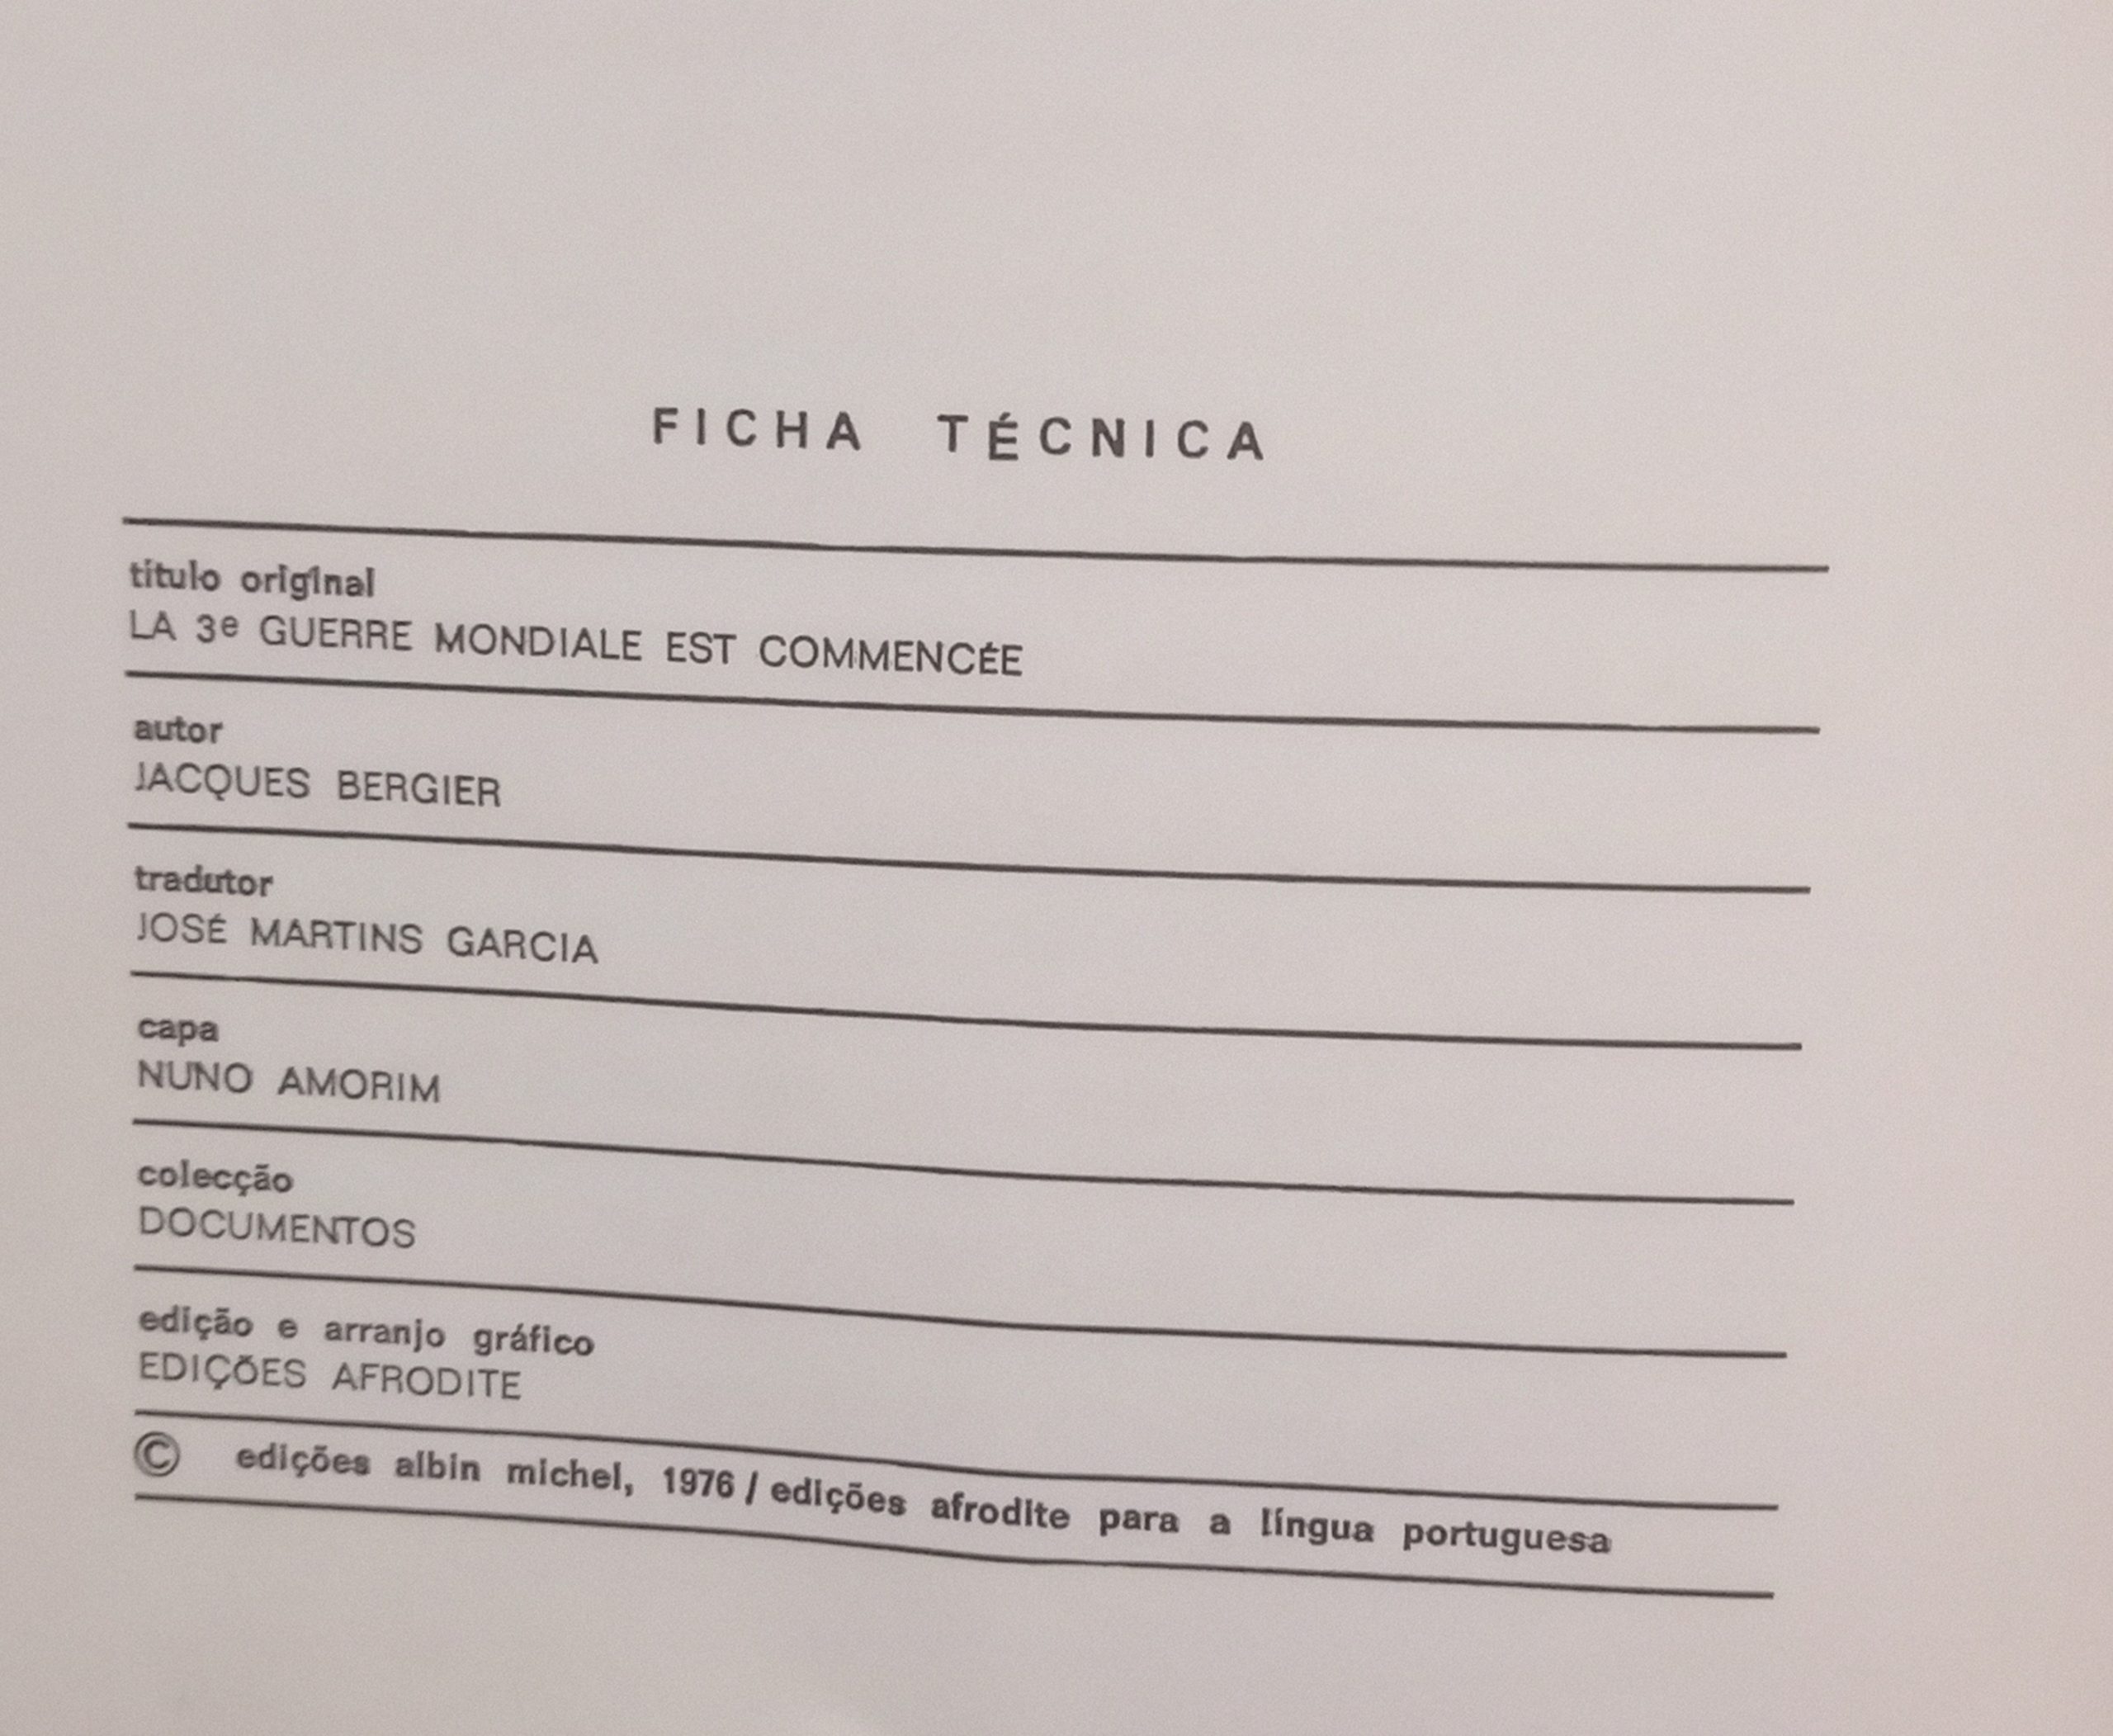 FICHA TÉCNICA
título original
LA 3e GUERRE MONDIALE EST COMMENCÉE
autor
JACQUES BERGIER
tradutor
JOSÉ MARTINS GARCIA
capa
NUNO AMORIM
colecção
DOCUMENTOS
edição e arranjo gráfico
EDIÇÕES AFRODITE
© edições albin michel, 1976 / edições afrodite para a língua portuguesa